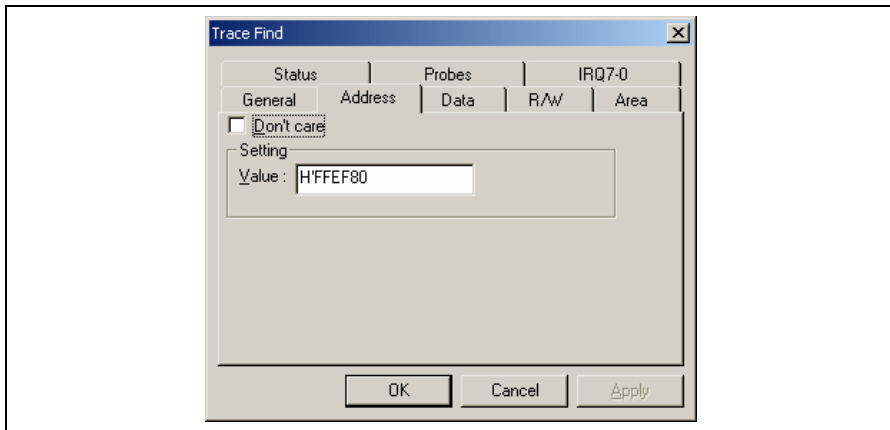 Trace Find
Status Probes IRQ7-0
General Address Data R/W Area
Don't care
Setting
Value : H'FFEF80
OK Cancel Apply